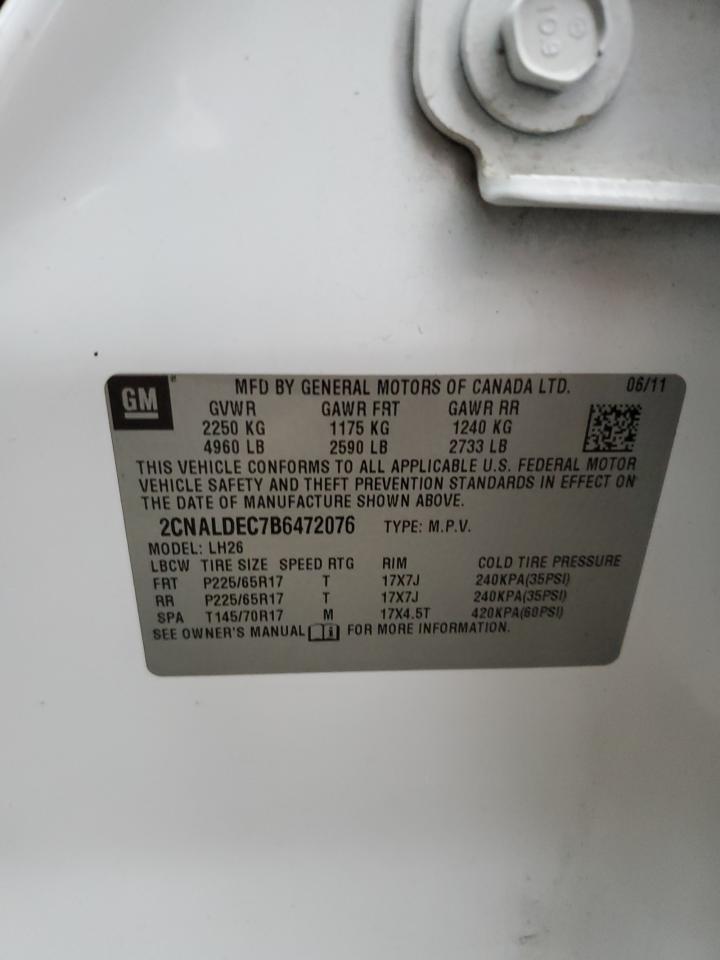 109
GM
MFD BY GENERAL MOTORS OF CANADA LTD. 06/11
GVWR GAWR FRT GAWR RR
2250 KG 1175 KG 1240 KG
4960 LB 2590 LB 2733 LB
THIS VEHICLE CONFORMS TO ALL APPLICABLE U.S. FEDERAL MOTOR
VEHICLE SAFETY AND THEFT PREVENTION STANDARDS IN EFFECT ON
THE DATE OF MANUFACTURE SHOWN ABOVE.
2CNALDEC7B6472076 TYPE: M.P.V.
MODEL: LH26
LBCW TIRE SIZE SPEED RTG RIM COLD TIRE PRESSURE
FRT P225/65R17 T 17X7J 240KPA(35PSI)
RR P225/65R17 T 17X7J 240KPA(35PSI)
SPA T145/70R17 M 17X4.5T 420KPA(60PSI)
SEE OWNER'S MANUAL FOR MORE INFORMATION.